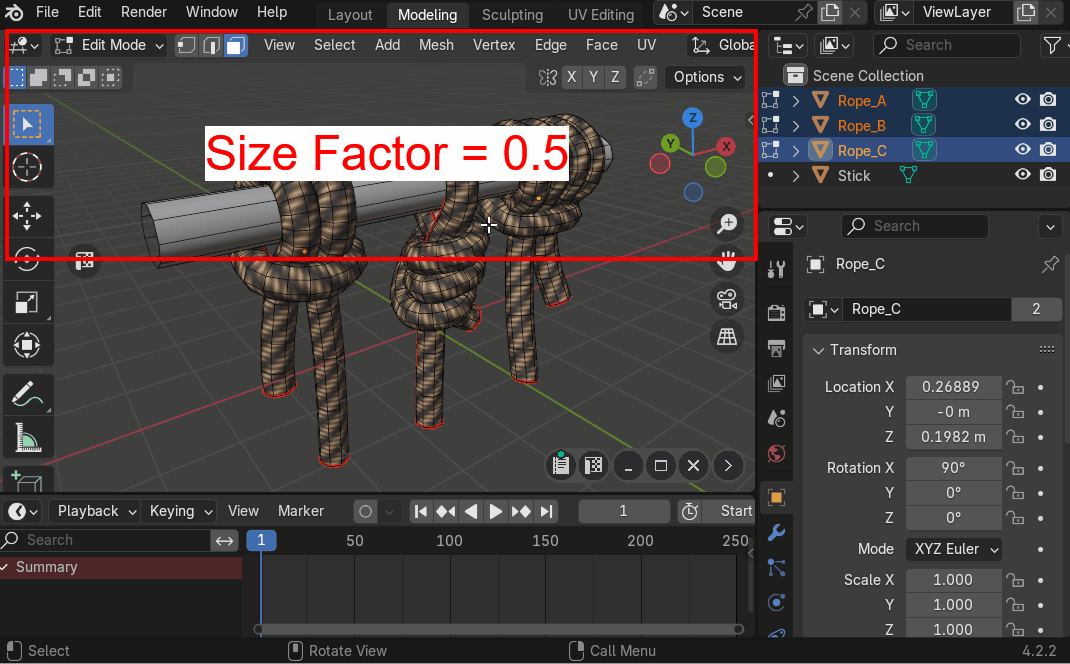 File Edit Render Window Help Layout Modeling Sculpting UV Editing Scene ViewLayer
Edit Mode View Select Add Mesh Vertex Edge Face UV Globa
Search
X Y Z Options
Scene Collection
Rope_A
Rope_B
Rope_C
Stick
Z
Y
X
Size Factor = 0.5
Search
Rope_C
Rope_C 2
Transform
Location X 0.26889
Y -0 m
Z 0.1982 m
Rotation X 90°
Y 0°
Z 0°
Mode XYZ Euler
Scale X 1.000
Y 1.000
Z 1.000
Playback Keying View Marker 1 Start
Search 1 50 100 150 200 250
Summary
Select Rotate View Call Menu 4.2.2